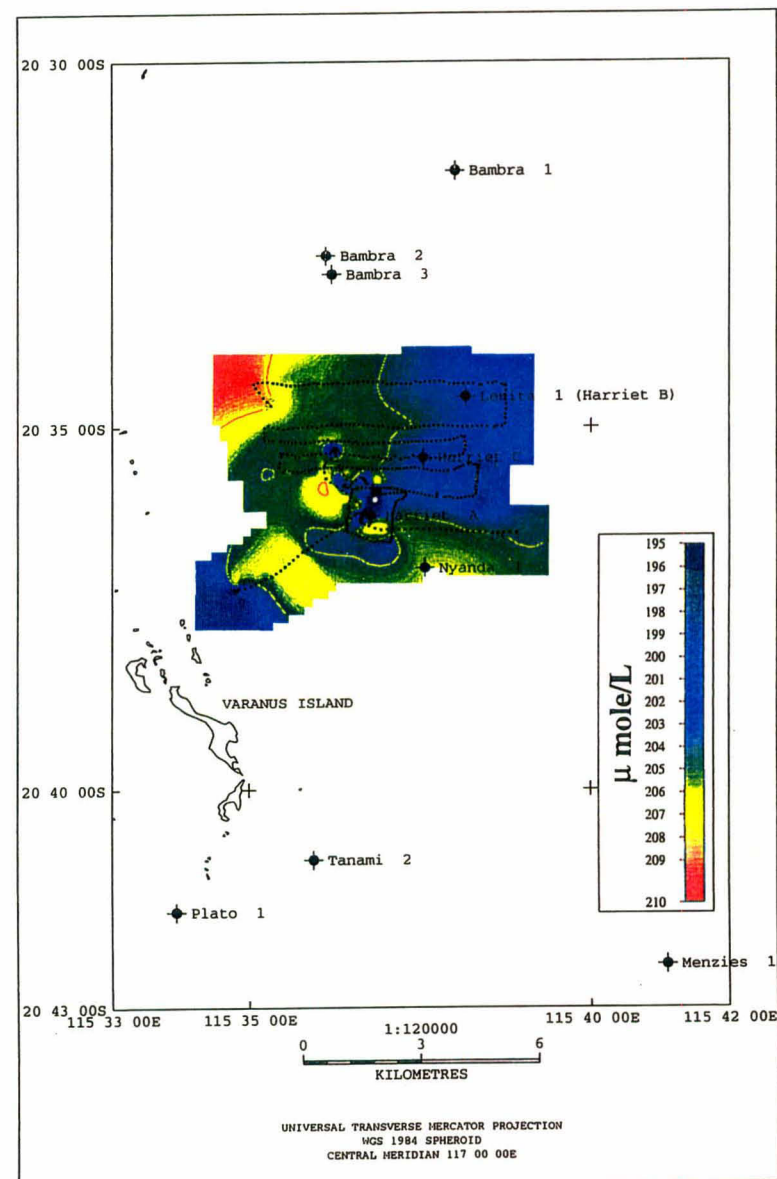 20 30 00S
Bambra 1
Bambra 2
Bambra 3
1 (Harriet B)
20 35 00S
Harriet C
Harriet A
Nyanda 1
195
196
197
198
199
200
201
202
203
204
205
206
207
208
209
210
μ mole/L
VARANUS ISLAND
20 40 00S
Tanami 2
Plato 1
Menzies 1
20 43 00S
115 33 00E
115 35 00E
115 40 00E
115 42 00E
1:120000
0 3 6
KILOMETRES
UNIVERSAL TRANSVERSE MERCATOR PROJECTION
WGS 1984 SPHEROID
CENTRAL MERIDIAN 117 00 00E